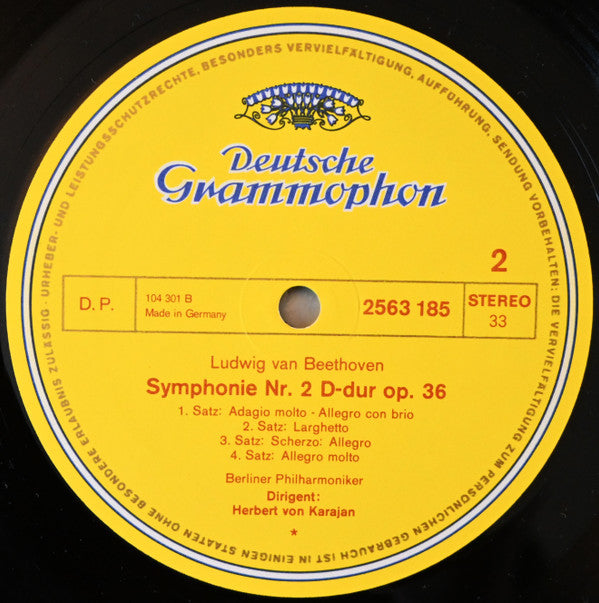 URHEBER- UND LEISTUNGSSCHUTZRECHTE, BESONDERS VERVIELFÄLTIGUNG, AUFFÜHRUNG, SENDUNG VORBEHALTEN; DIE VERVIELFÄLTIGUNG ZUM PERSÖNLICHEN GEBRAUCH IST IN EINIGEN STAATEN OHNE BESONDERE ERLAUBNIS ZULÄSSIG ·
Deutsche
Grammophon
2
D. P.
104 301 B
Made in Germany
2563 185
STEREO
33
Ludwig van Beethoven
Symphonie Nr. 2 D-dur op. 36
1. Satz: Adagio molto - Allegro con brio
2. Satz: Larghetto
3. Satz: Scherzo: Allegro
4. Satz: Allegro molto
Berliner Philharmoniker
Dirigent:
Herbert von Karajan
*